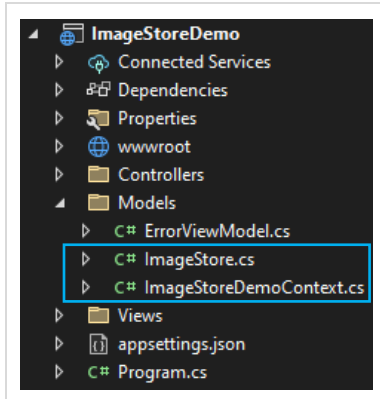 ImageStoreDemo
Connected Services
Dependencies
Properties
wwwroot
Controllers
Models
C# ErrorViewModel.cs
C# ImageStore.cs
C# ImageStoreDemoContext.cs
Views
appsettings.json
C# Program.cs